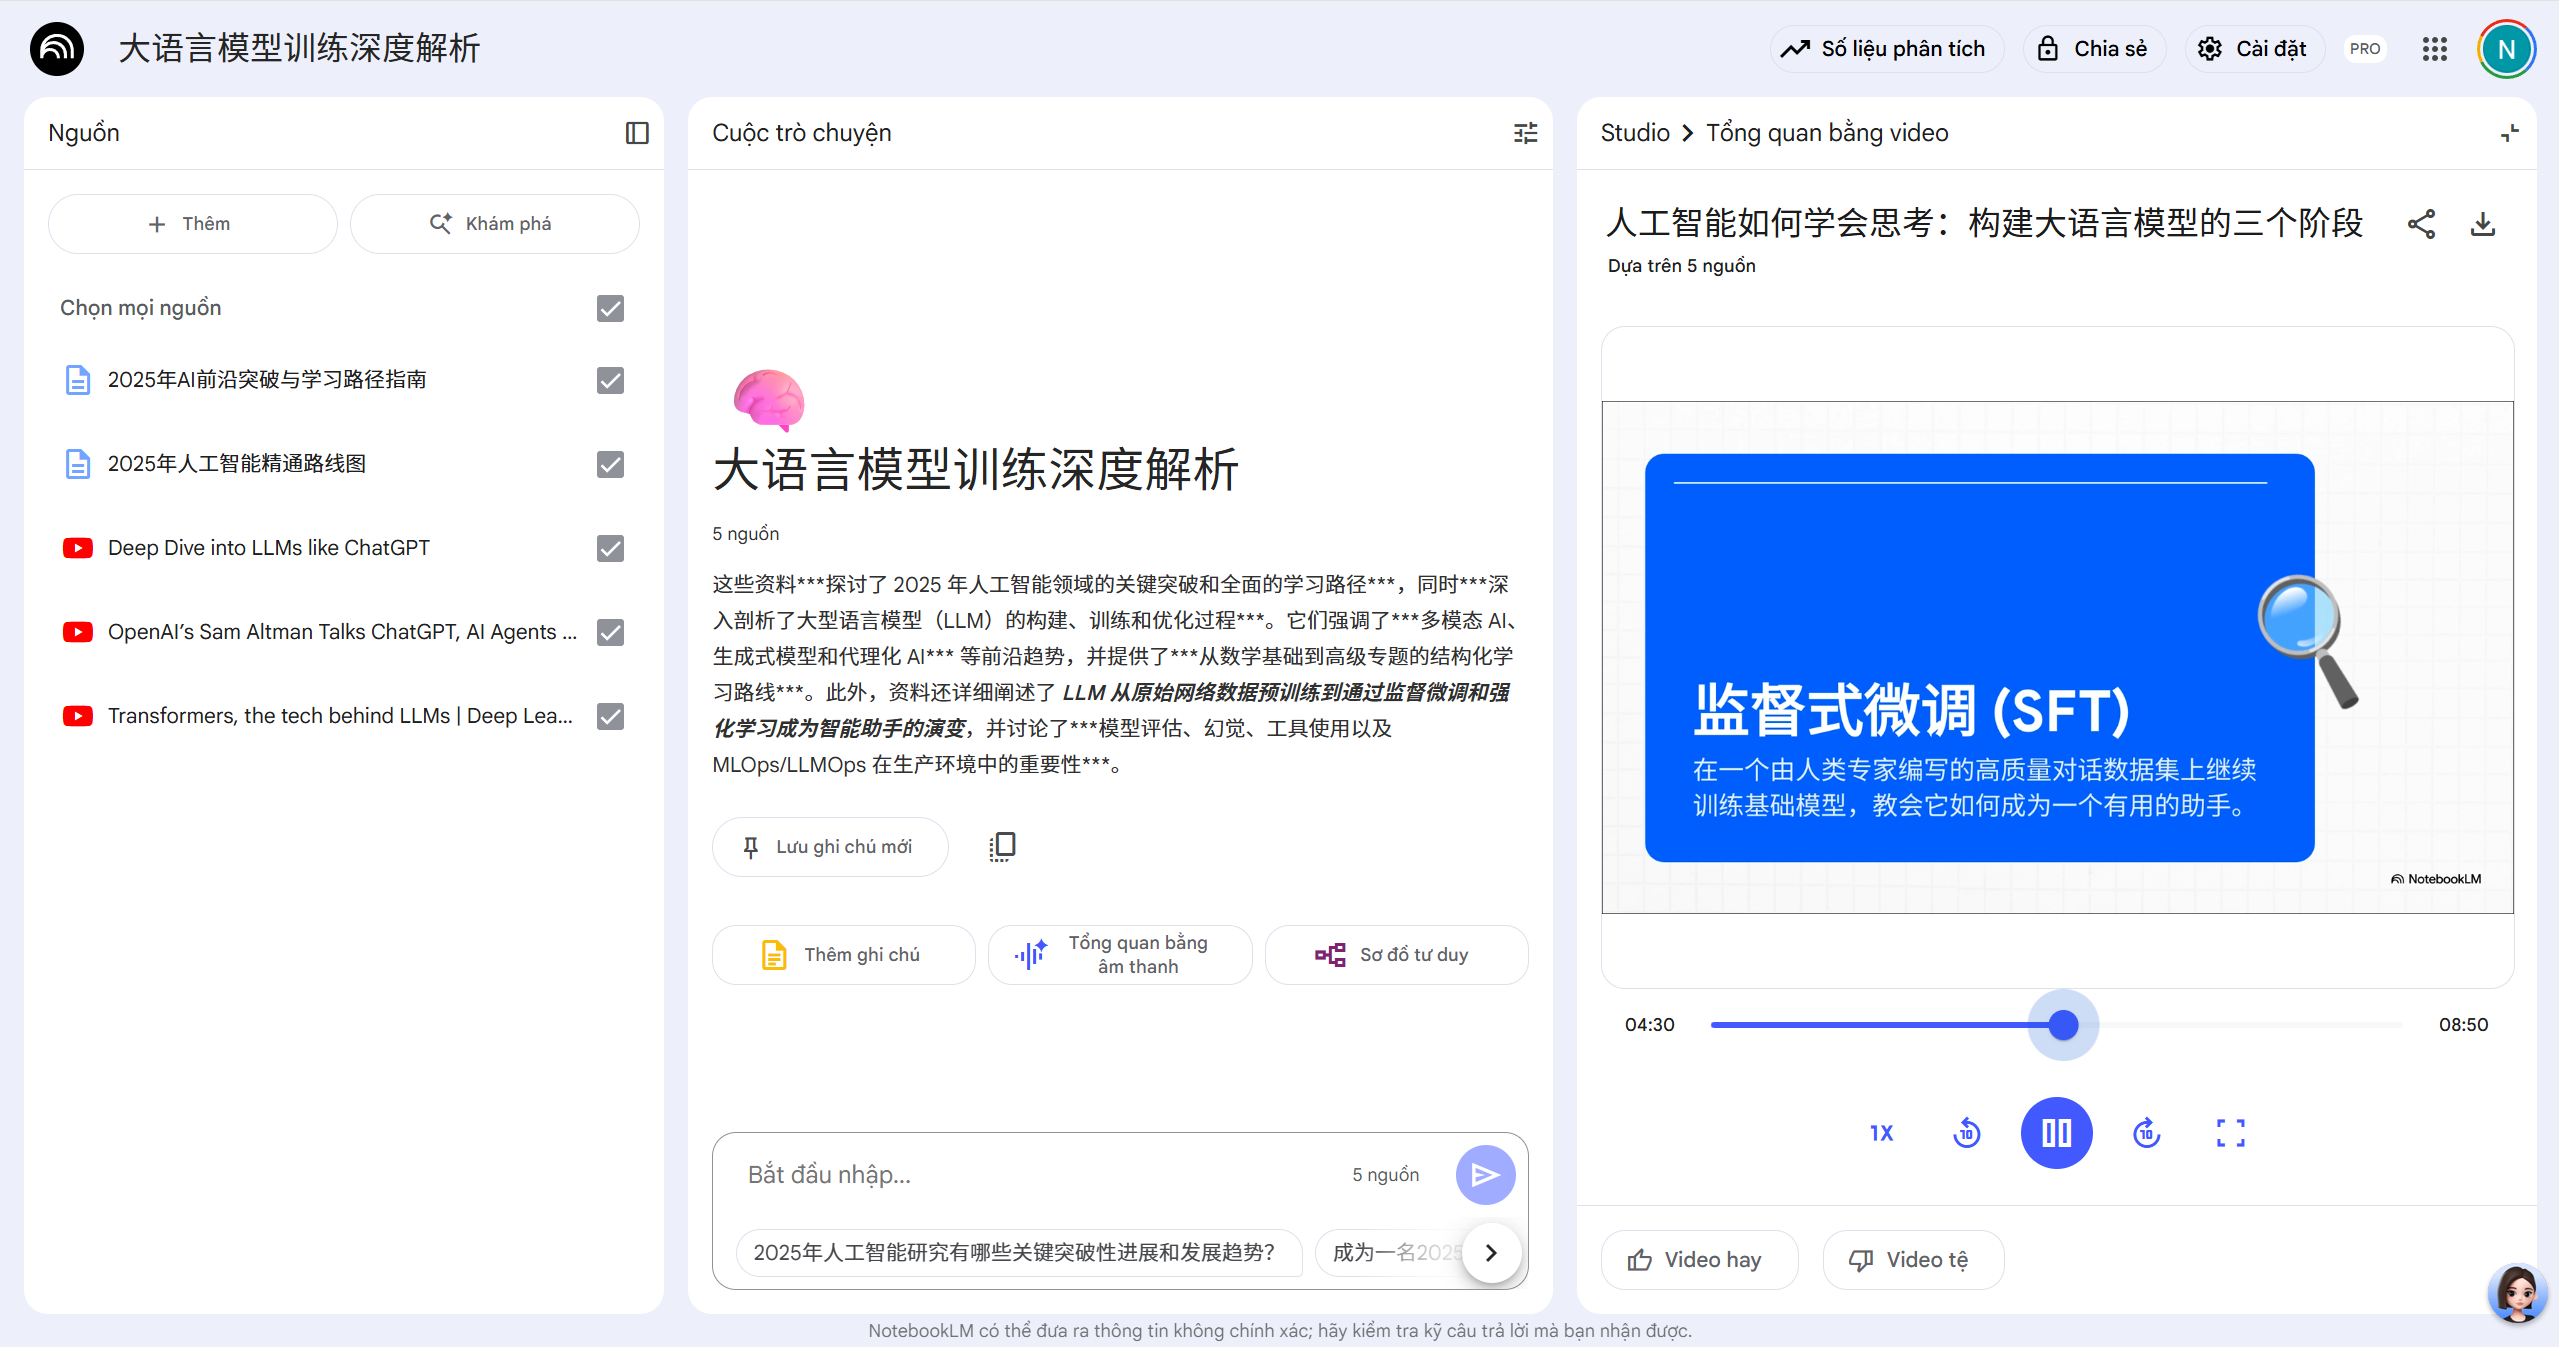 大语言模型训练深度解析
Số liệu phân tích
Chia sẻ
Cài đặt
PRO
N
Nguồn
Thêm
Khám phá
Chọn mọi nguồn
2025年AI前沿突破与学习路径指南
2025年人工智能精通路线图
Deep Dive into LLMs like ChatGPT
OpenAI’s Sam Altman Talks ChatGPT, AI Agents ...
Transformers, the tech behind LLMs | Deep Lea...
Cuộc trò chuyện
大语言模型训练深度解析
5 nguồn
这些资料***探讨了 2025 年人工智能领域的关键突破和全面的学习路径***，同时***深
入剖析了大型语言模型（LLM）的构建、训练和优化过程***。它们强调了***多模态 AI、
生成式模型和代理化 AI*** 等前沿趋势，并提供了***从数学基础到高级专题的结构化学
习路线***。此外，资料还详细阐述了 LLM 从原始网络数据预训练到通过监督微调和强
化学习成为智能助手的演变，并讨论了***模型评估、幻觉、工具使用以及
MLOps/LLMOps 在生产环境中的重要性***。
Lưu ghi chú mới
Thêm ghi chú
Tổng quan bằng
âm thanh
Sơ đồ tư duy
Bắt đầu nhập...
5 nguồn
2025年人工智能研究有哪些关键突破性进展和发展趋势？
成为一名2025
Studio
Tổng quan bằng video
人工智能如何学会思考：构建大语言模型的三个阶段
Dựa trên 5 nguồn
监督式微调 (SFT)
在一个由人类专家编写的高质量对话数据集上继续
训练基础模型，教会它如何成为一个有用的助手。
NotebookLM
04:30
08:50
1X
10
10
Video hay
Video tệ
NotebookLM có thể đưa ra thông tin không chính xác; hãy kiểm tra kỹ câu trả lời mà bạn nhận được.